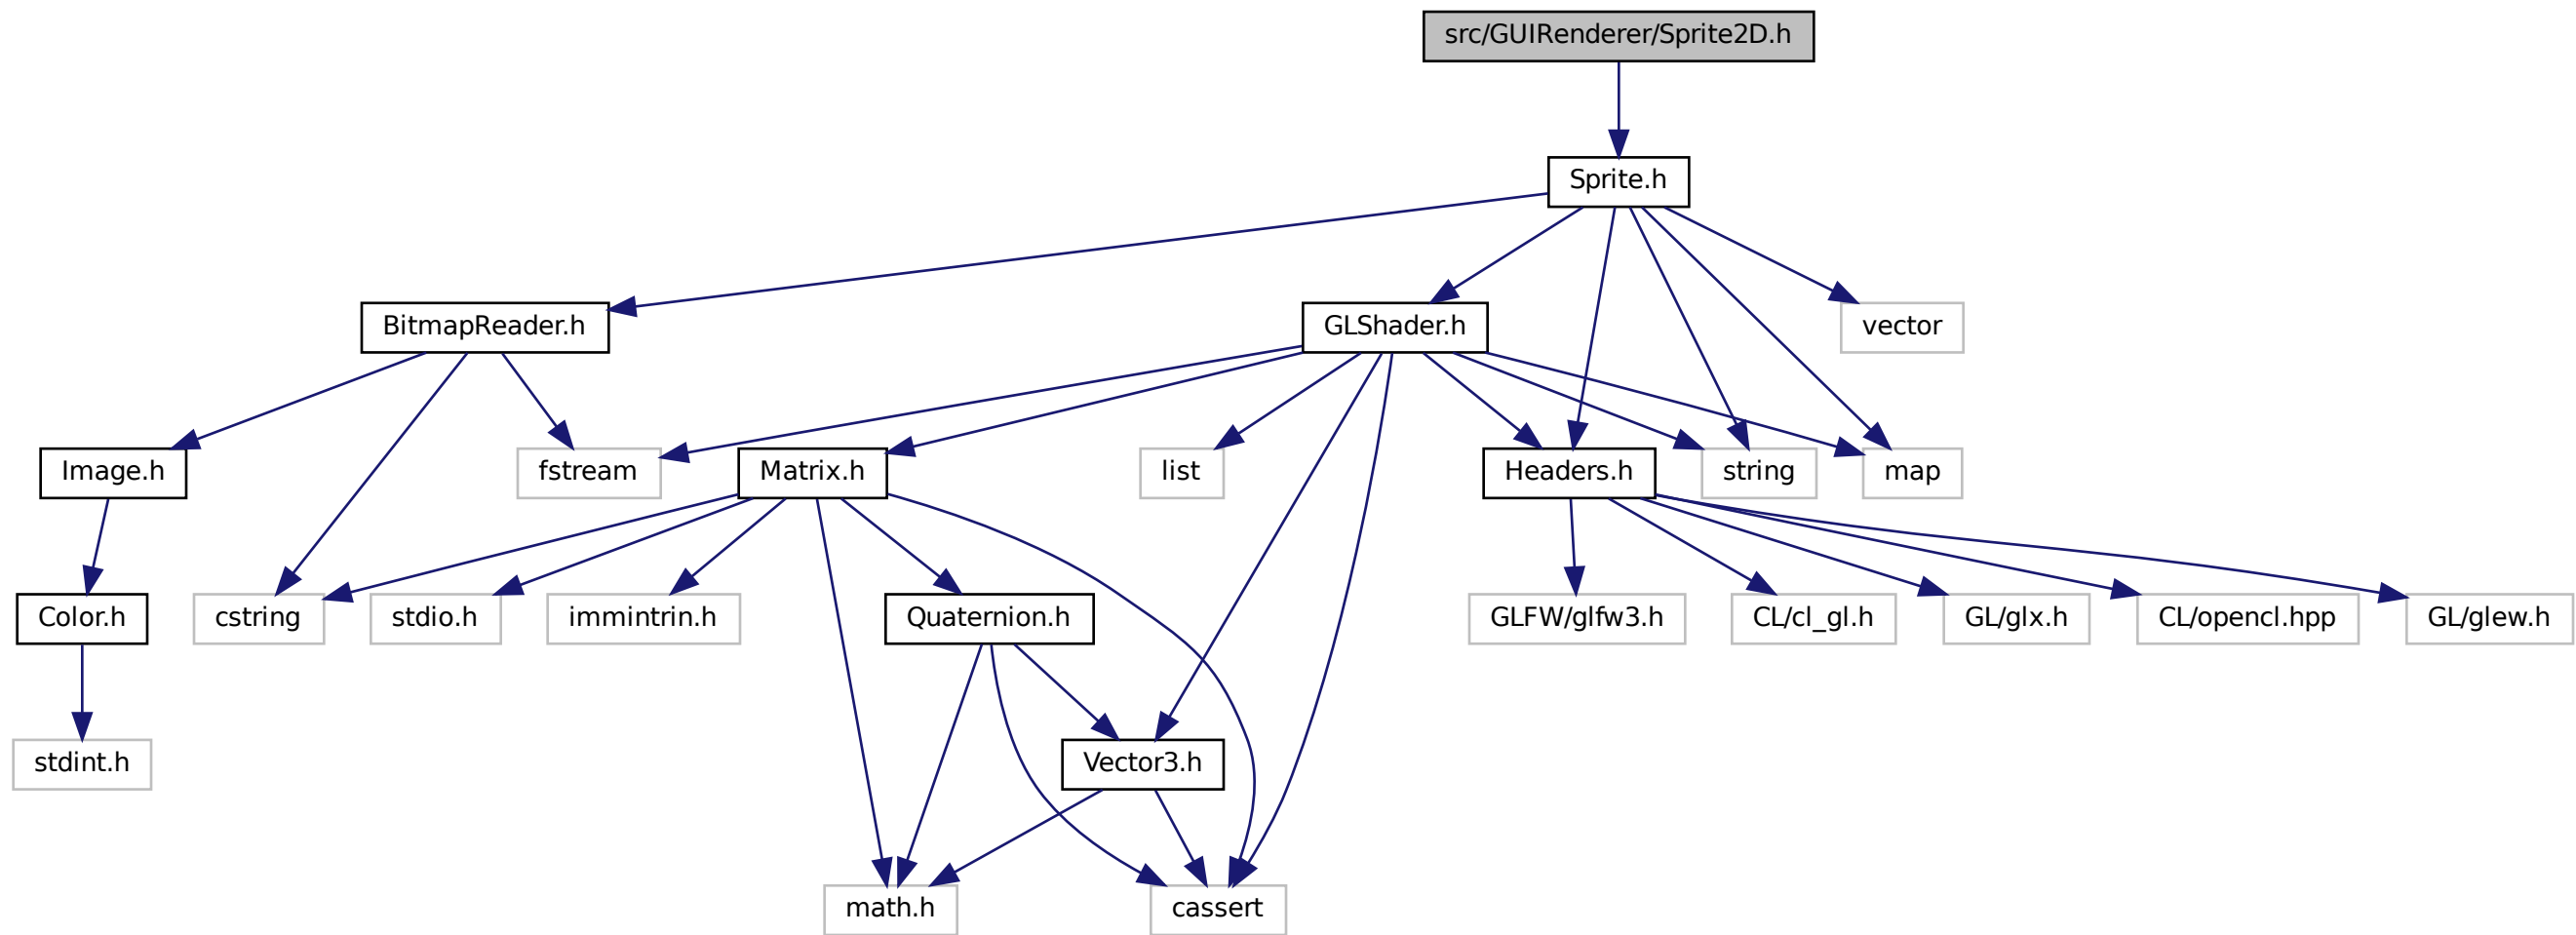 src/GUIRenderer/Sprite2D.h
Sprite.h
BitmapReader.h
GLShader.h
vector
Image.h
fstream
Matrix.h
list
Headers.h
string
map
Color.h
cstring
stdio.h
immintrin.h
Quaternion.h
GLFW/glfw3.h
CL/cl_gl.h
GL/glx.h
CL/opencl.hpp
GL/glew.h
stdint.h
Vector3.h
math.h
cassert